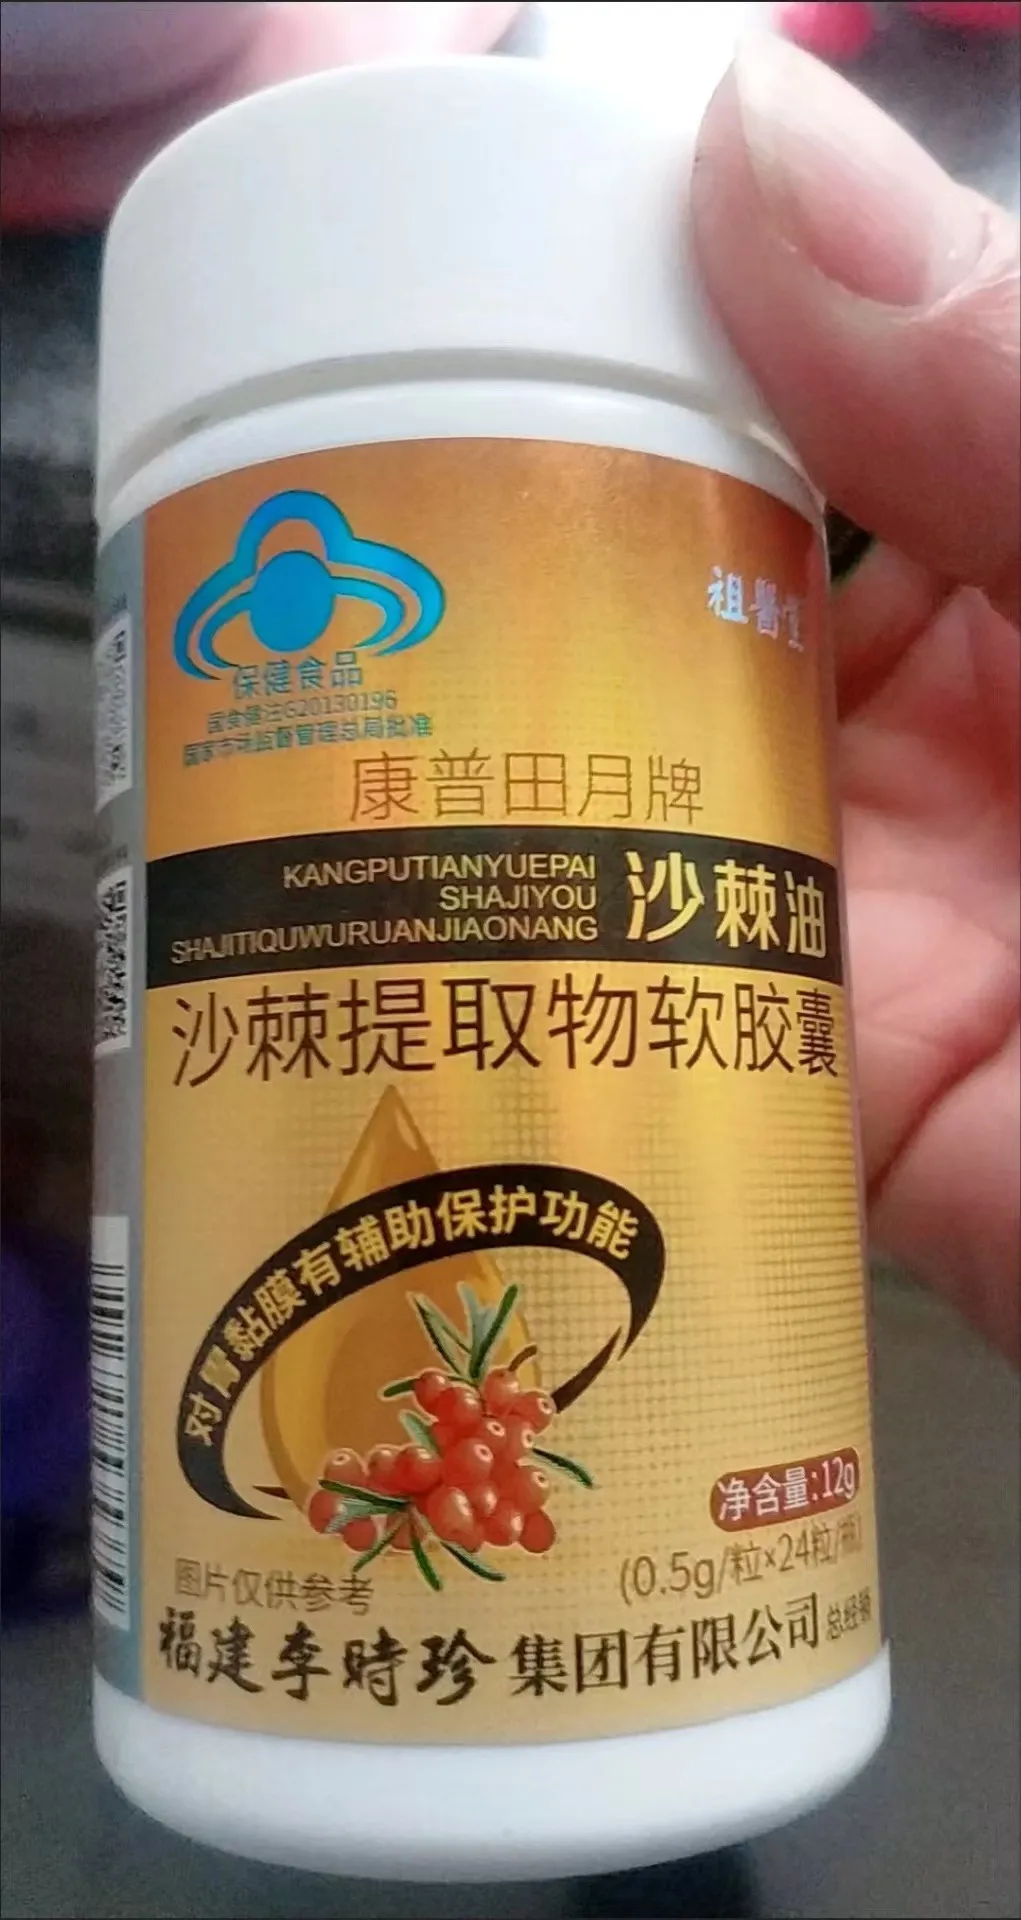 祖醫堂
保健食品
国食健注G20130196
国家市场监督管理总局批准
康普田月牌
KANGPUTIANYUEPAI
SHAJIYOU
SHAJITIQUWURUANJIAONANG
沙棘油
沙棘提取物软胶囊
对胃黏膜有辅助保护功能
净含量:12g
(0.5g/粒×24粒/瓶)
图片仅供参考
福建李時珍集团有限公司 总经销